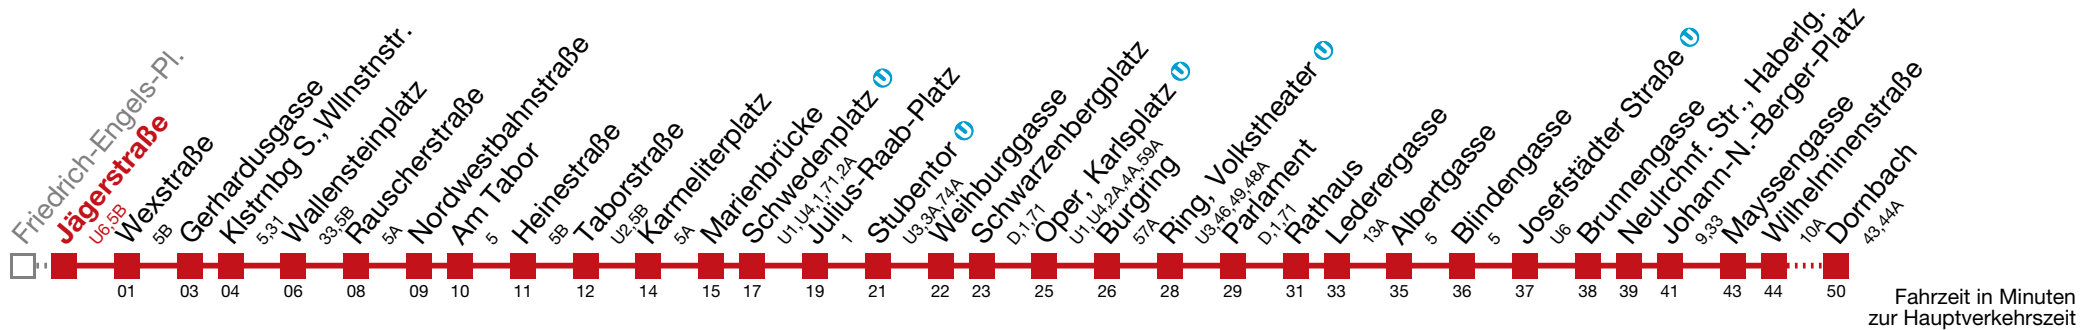 Friedrich-Engels-Pl.
Jägerstraße
U6,5B
Wexstraße
5B
Gerhardusgasse
Klstrnbg S.,Wllnstnstr.
5,31
Wallensteinplatz
33,5B
Rauscherstraße
5A
Nordwestbahnstraße
Am Tabor
5
Heinestraße
5B
Taborstraße
U2,5B
Karmeliterplatz
5A
Marienbrücke
Schwedenplatz U
U1,U4,1,71,2A
Julius-Raab-Platz
1
Stubentor U
U3,3A,74A
Weihburggasse
Schwarzenbergplatz
D,1,71
Oper, Karlsplatz U
U1,U4,2A,4A,59A
Burgring
57A
Ring, Volkstheater U
U3,46,49,48A
Parlament
D,1,71
Rathaus
Lederergasse
13A
Albertgasse
5
Blindengasse
5
Josefstädter Straße U
U6
Brunnengasse
Neulrchnf. Str., Haberlg.
Johann-N.-Berger-Platz
9,33
Mayssengasse
Wilhelminenstraße
10A
Dornbach
43,44A
01 03 04 06 08 09 10 11 12 14 15 17 19 21 22 23 25 26 28 29 31 33 35 36 37 38 39 41 43 44 50
Fahrzeit in Minuten
zur Hauptverkehrszeit